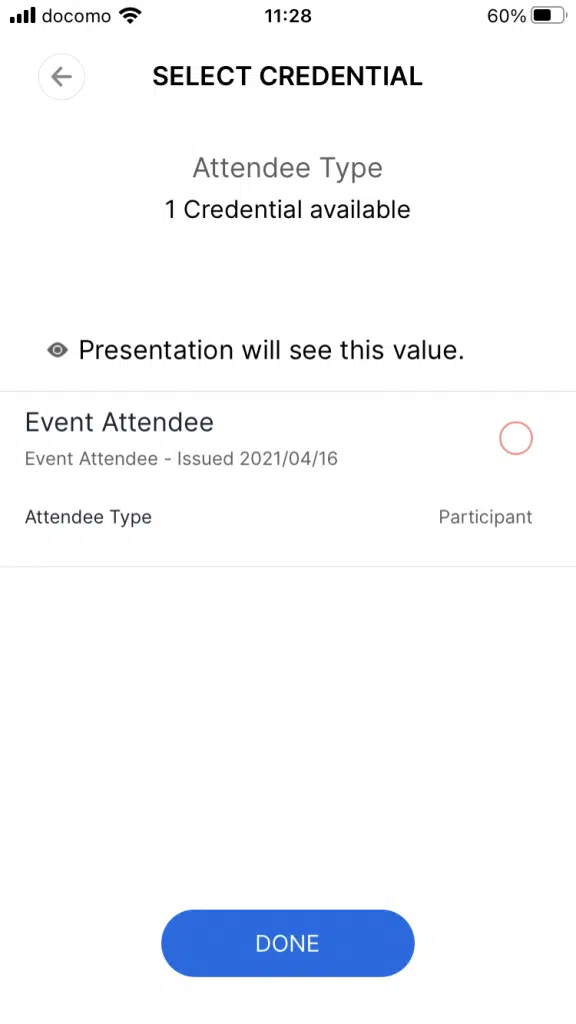 docomo 11:28 60%
SELECT CREDENTIAL
Attendee Type
1 Credential available
Presentation will see this value.
Event Attendee
Event Attendee - Issued 2021/04/16
Attendee Type Participant
DONE